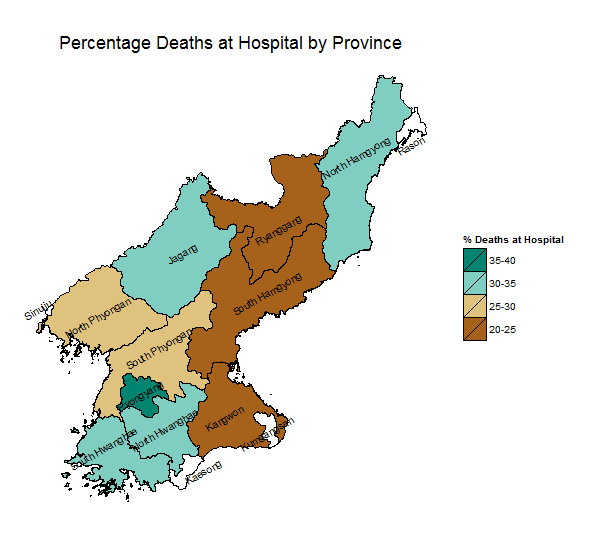 Percentage Deaths at Hospital by Province
North Hamgyong
Rason
Ryanggang
Jagang
South Hamgyong
Sinuiju
North Phyongan
South Phyongan
Pyongyang
Kangwon
North Hwanghae
South Hwanghae
Kumgangsan
Kaesong
% Deaths at Hospital
35-40
30-35
25-30
20-25